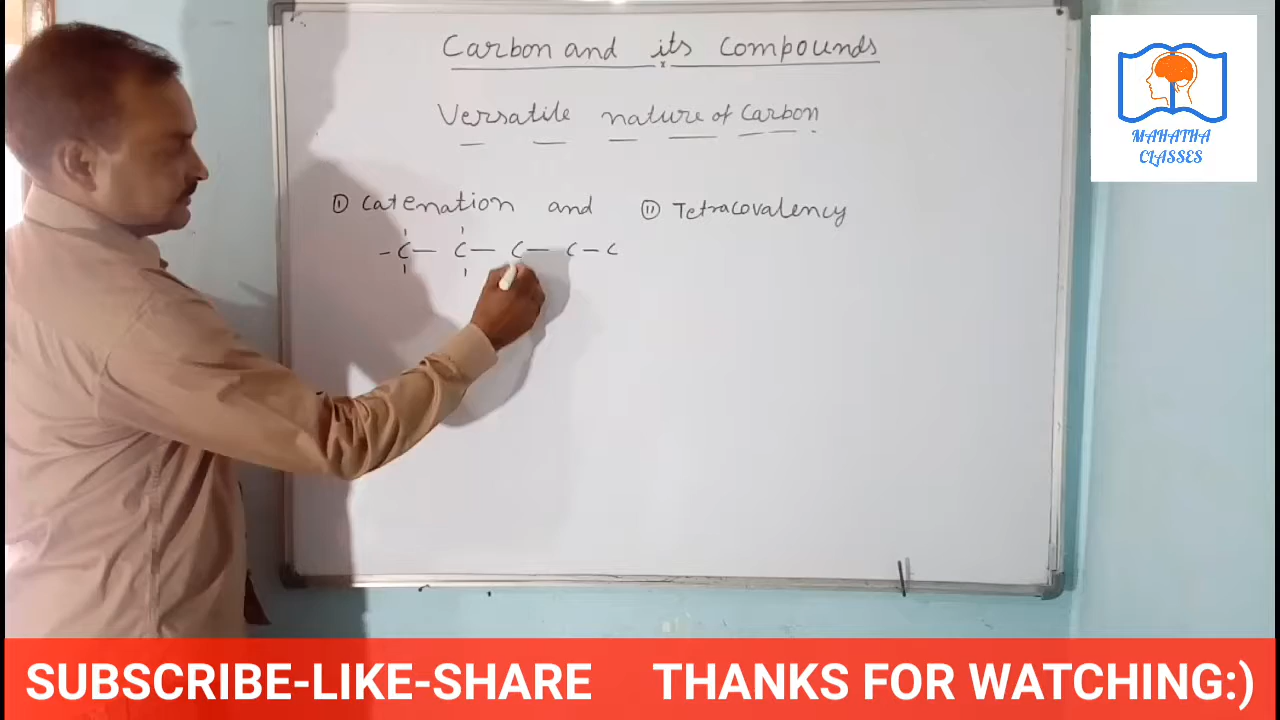 Carbon and its Compounds
Versatile nature of Carbon
① Catenation and ⑪ Tetracovalency
-C— C— C— C-C
MAHATHA
CLASSES
SUBSCRIBE-LIKE-SHARE THANKS FOR WATCHING:)